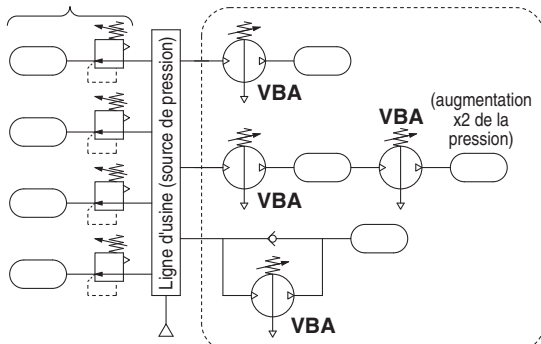 Ligne d'usine (source de pression)
VBA
VBA
VBA
(augmentation
x2 de la
pression)
VBA